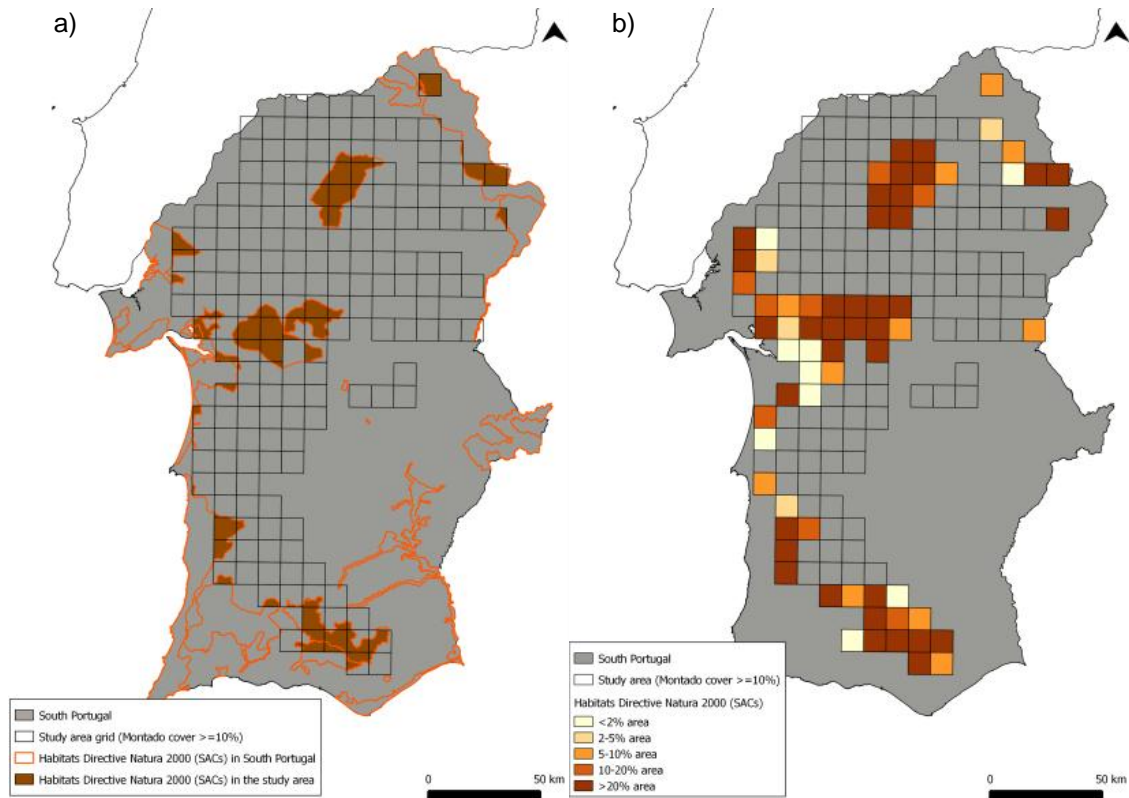 a)
b)
South Portugal
Study area grid (Montado cover >=10%)
Habitats Directive Natura 2000 (SACs) in South Portugal
Habitats Directive Natura 2000 (SACs) in the study area
0 50 km
South Portugal
Study area (Montado cover >=10%)
Habitats Directive Natura 2000 (SACs)
<2% area
2-5% area
5-10% area
10-20% area
>20% area
0 50 km